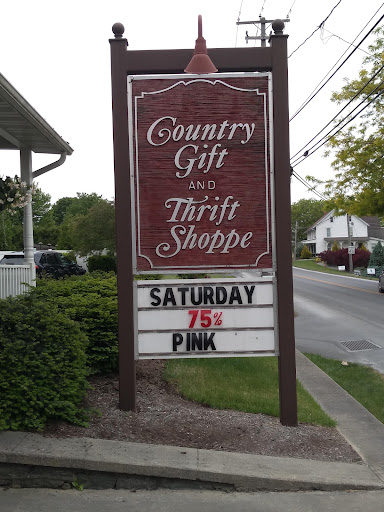 Country
Gift
AND
Thrift
Shoppe
SATURDAY
75%
PINK